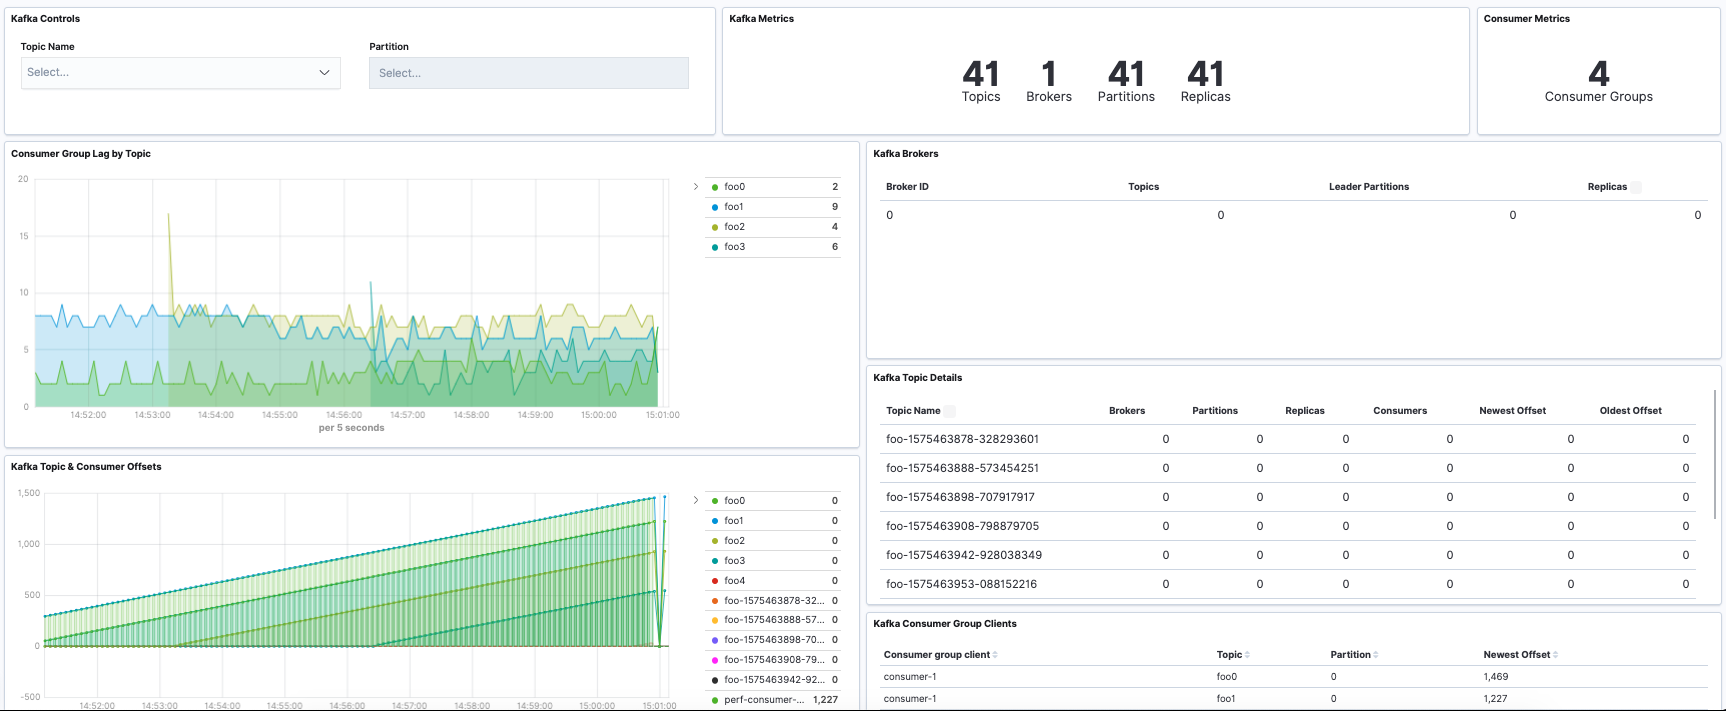 Kafka Controls
Topic Name
Partition
Select...
Select...
Kafka Metrics
41
Topics
1
Brokers
41
Partitions
41
Replicas
Consumer Metrics
4
Consumer Groups
Consumer Group Lag by Topic
20
15
10
5
0
14:52:00 14:53:00 14:54:00 14:55:00 14:56:00 14:57:00 14:58:00 14:59:00 15:00:00 15:01:00
per 5 seconds
foo0 2
foo1 9
foo2 4
foo3 6
Kafka Brokers
Broker ID Topics Leader Partitions Replicas
0 0 0 0
Kafka Topic Details
Topic Name Brokers Partitions Replicas Consumers Newest Offset Oldest Offset
foo-1575463878-328293601 0 0 0 0 0 0
foo-1575463888-573454251 0 0 0 0 0 0
foo-1575463898-707917917 0 0 0 0 0 0
foo-1575463908-798879705 0 0 0 0 0 0
foo-1575463942-928038349 0 0 0 0 0 0
foo-1575463953-088152216 0 0 0 0 0 0
Kafka Topic & Consumer Offsets
1,500
1,000
500
0
-500
14:52:00 14:53:00 14:54:00 14:55:00 14:56:00 14:57:00 14:58:00 14:59:00 15:00:00 15:01:00
foo0 0
foo1 0
foo2 0
foo3 0
foo4 0
foo-1575463878-32... 0
foo-1575463888-57... 0
foo-1575463898-70... 0
foo-1575463908-79... 0
foo-1575463942-92... 0
perf-consumer-... 1,227
Kafka Consumer Group Clients
Consumer group client Topic Partition Newest Offset
consumer-1 foo0 0 1,469
consumer-1 foo1 0 1,227